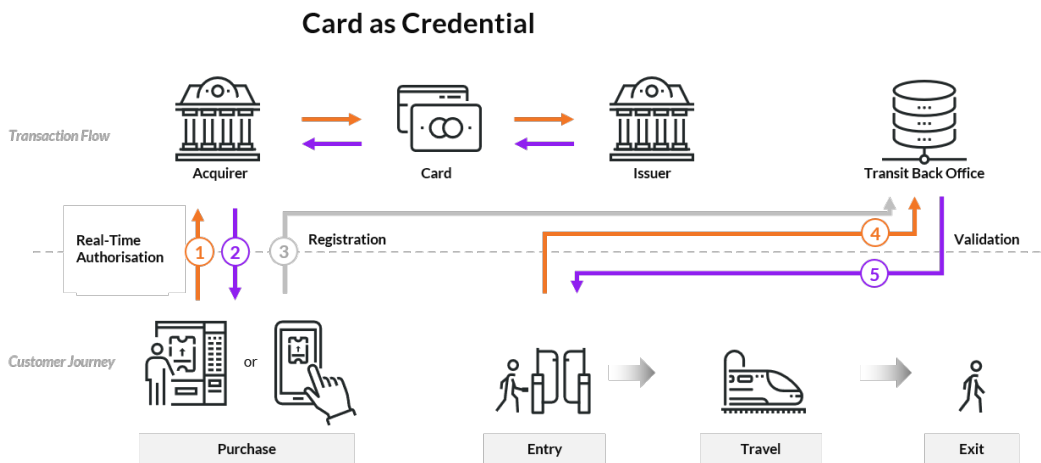 Card as Credential
Transaction Flow
Acquirer
Card
Issuer
Transit Back Office
Real-Time
Authorisation
1
2
3
Registration
4
Validation
5
Customer Journey
or
Purchase
Entry
Travel
Exit